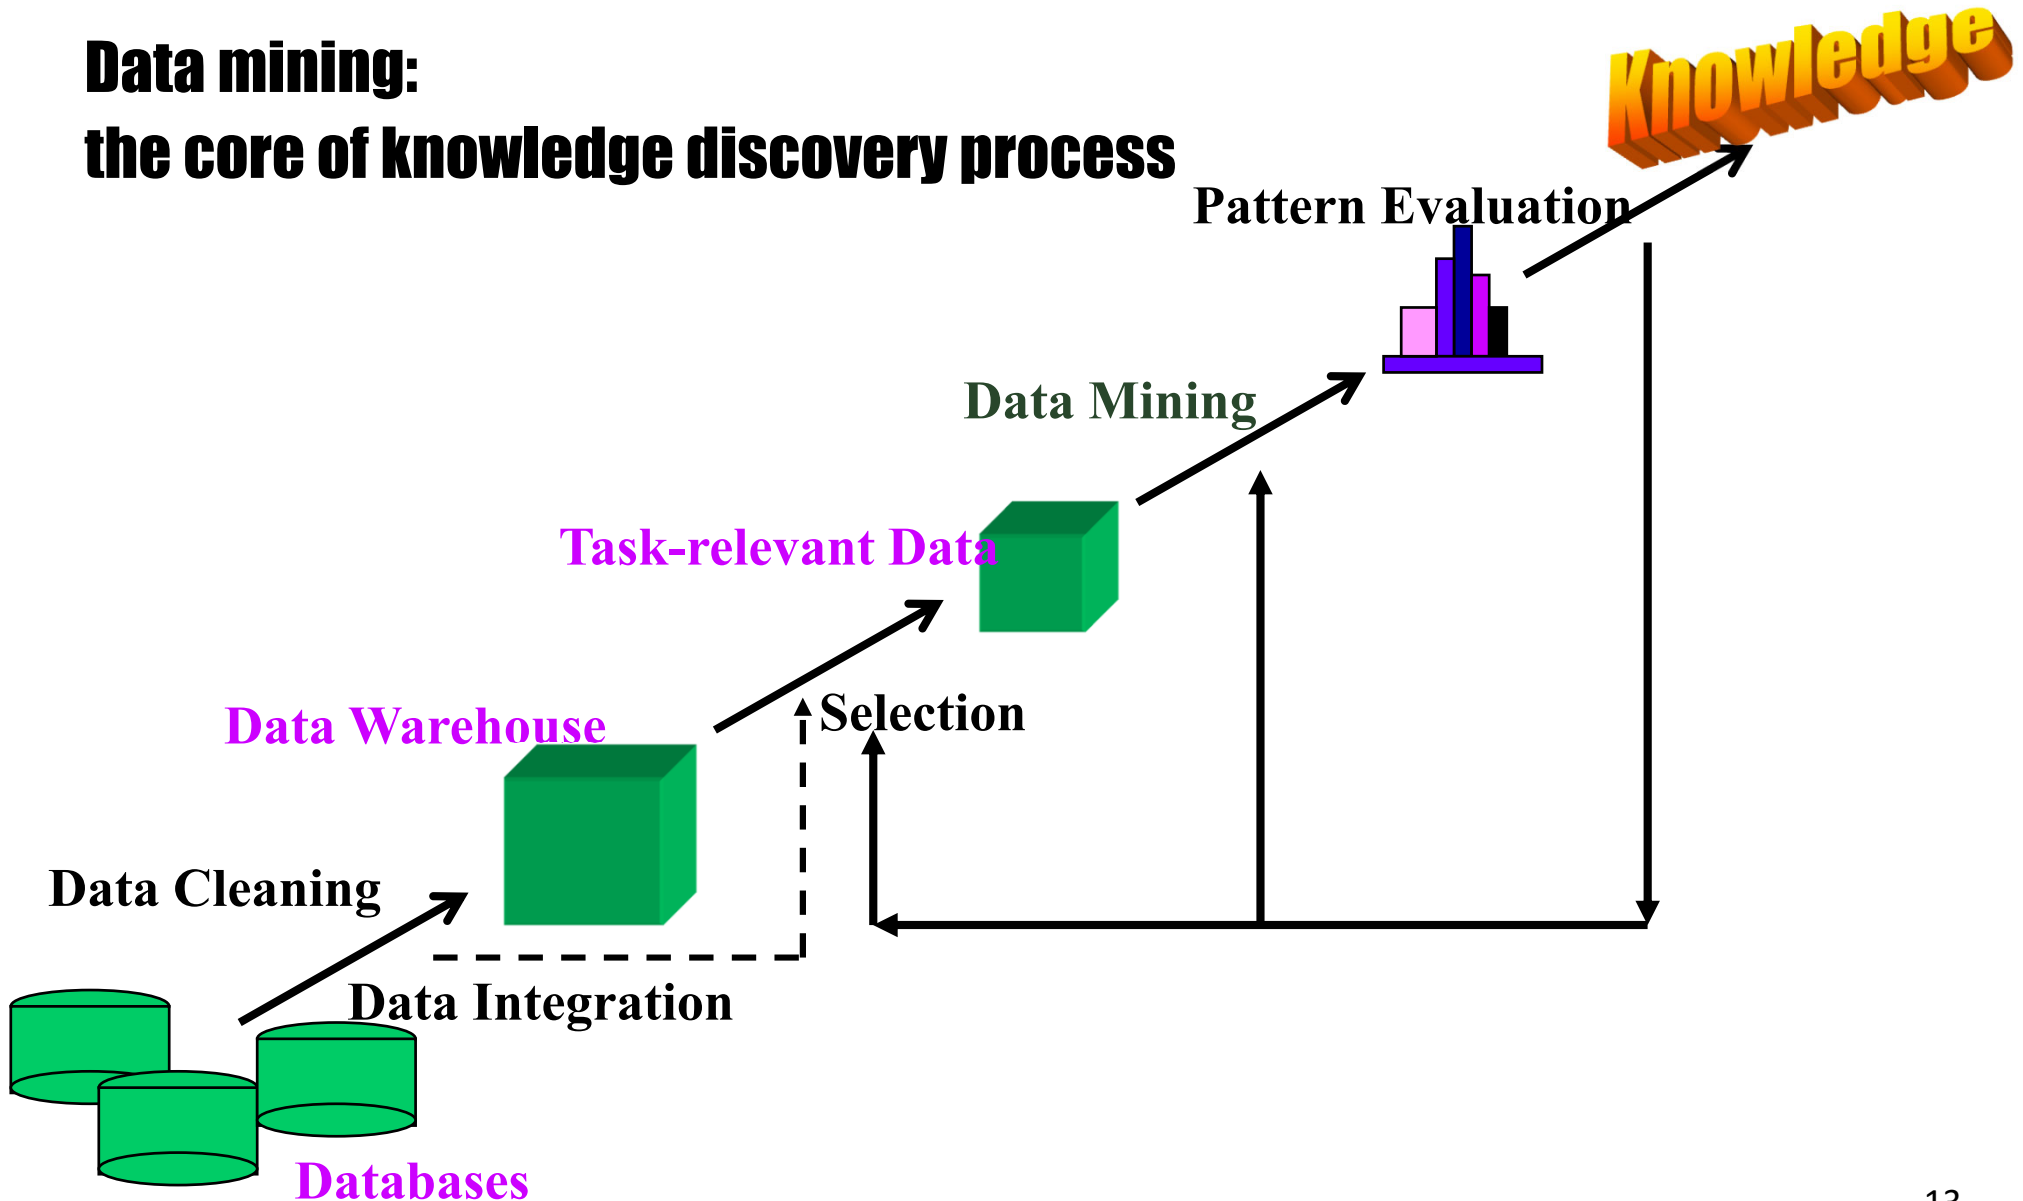 Data mining:
the core of knowledge discovery process
Knowledge
Pattern Evaluation
Data Mining
Task-relevant Data
Selection
Data Warehouse
Data Cleaning
Data Integration
Databases
13